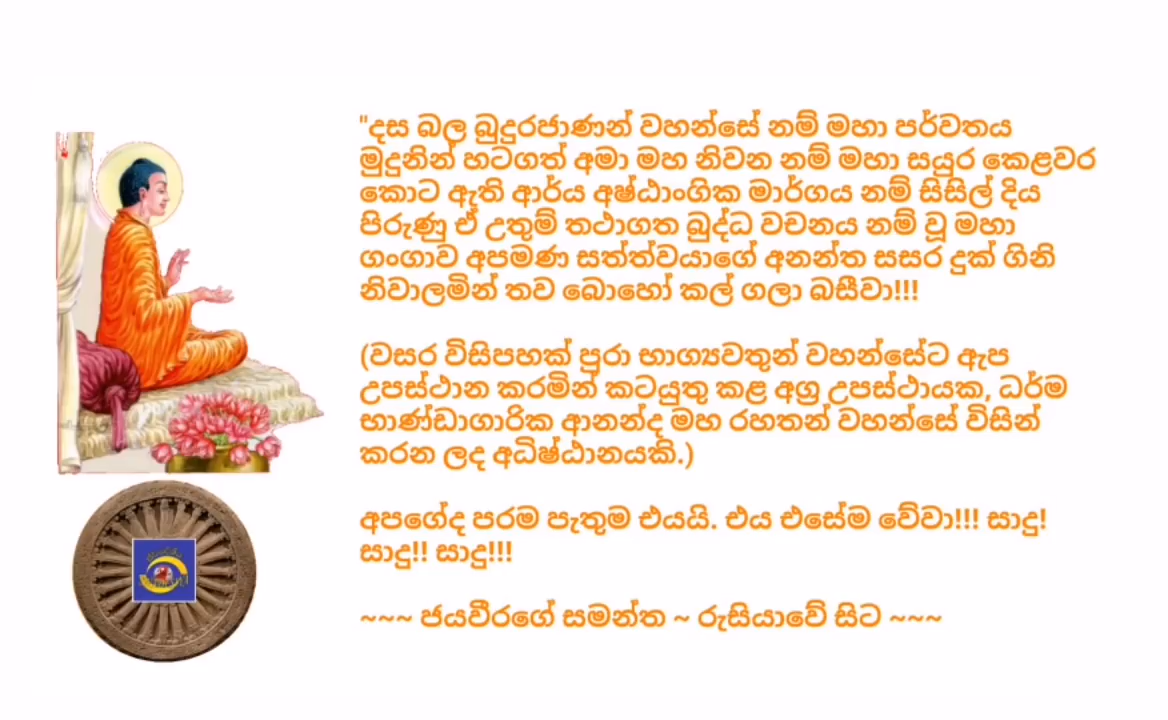 "දස බල බුදුරජාණන් වහන්සේ නම් මහා පර්වතය
මුදුනින් හටගත් අමා මහ නිවන නම් මහා සයුර කෙළවර
කොට ඇති ආර්ය අෂ්ඨාංගික මාර්ගය නම් සිසිල් දිය
පිරුණු ඒ උතුම් තථාගත බුද්ධ වචනය නම් වූ මහා
ගංගාව අපමණ සත්ත්වයාගේ අනන්ත සසර දුක් ගිනි
නිවාලමින් තව බොහෝ කල් ගලා බසීවා!!!
(වසර විසිපහක් පුරා භාග්‍යවතුන් වහන්සේට ඇප
උපස්ථාන කරමින් කටයුතු කළ අග්‍ර උපස්ථායක, ධර්ම
භාණ්ඩාගාරික ආනන්ද මහ රහතන් වහන්සේ විසින්
කරන ලද අධිෂ්ඨානයකි.)
අපගේද පරම පැතුම එයයි. එය එසේම වේවා!!! සාදු!
සාදු!! සාදු!!!
~~~ ජයවීරගේ සමන්ත ~ රුසියාවේ සිට ~~~